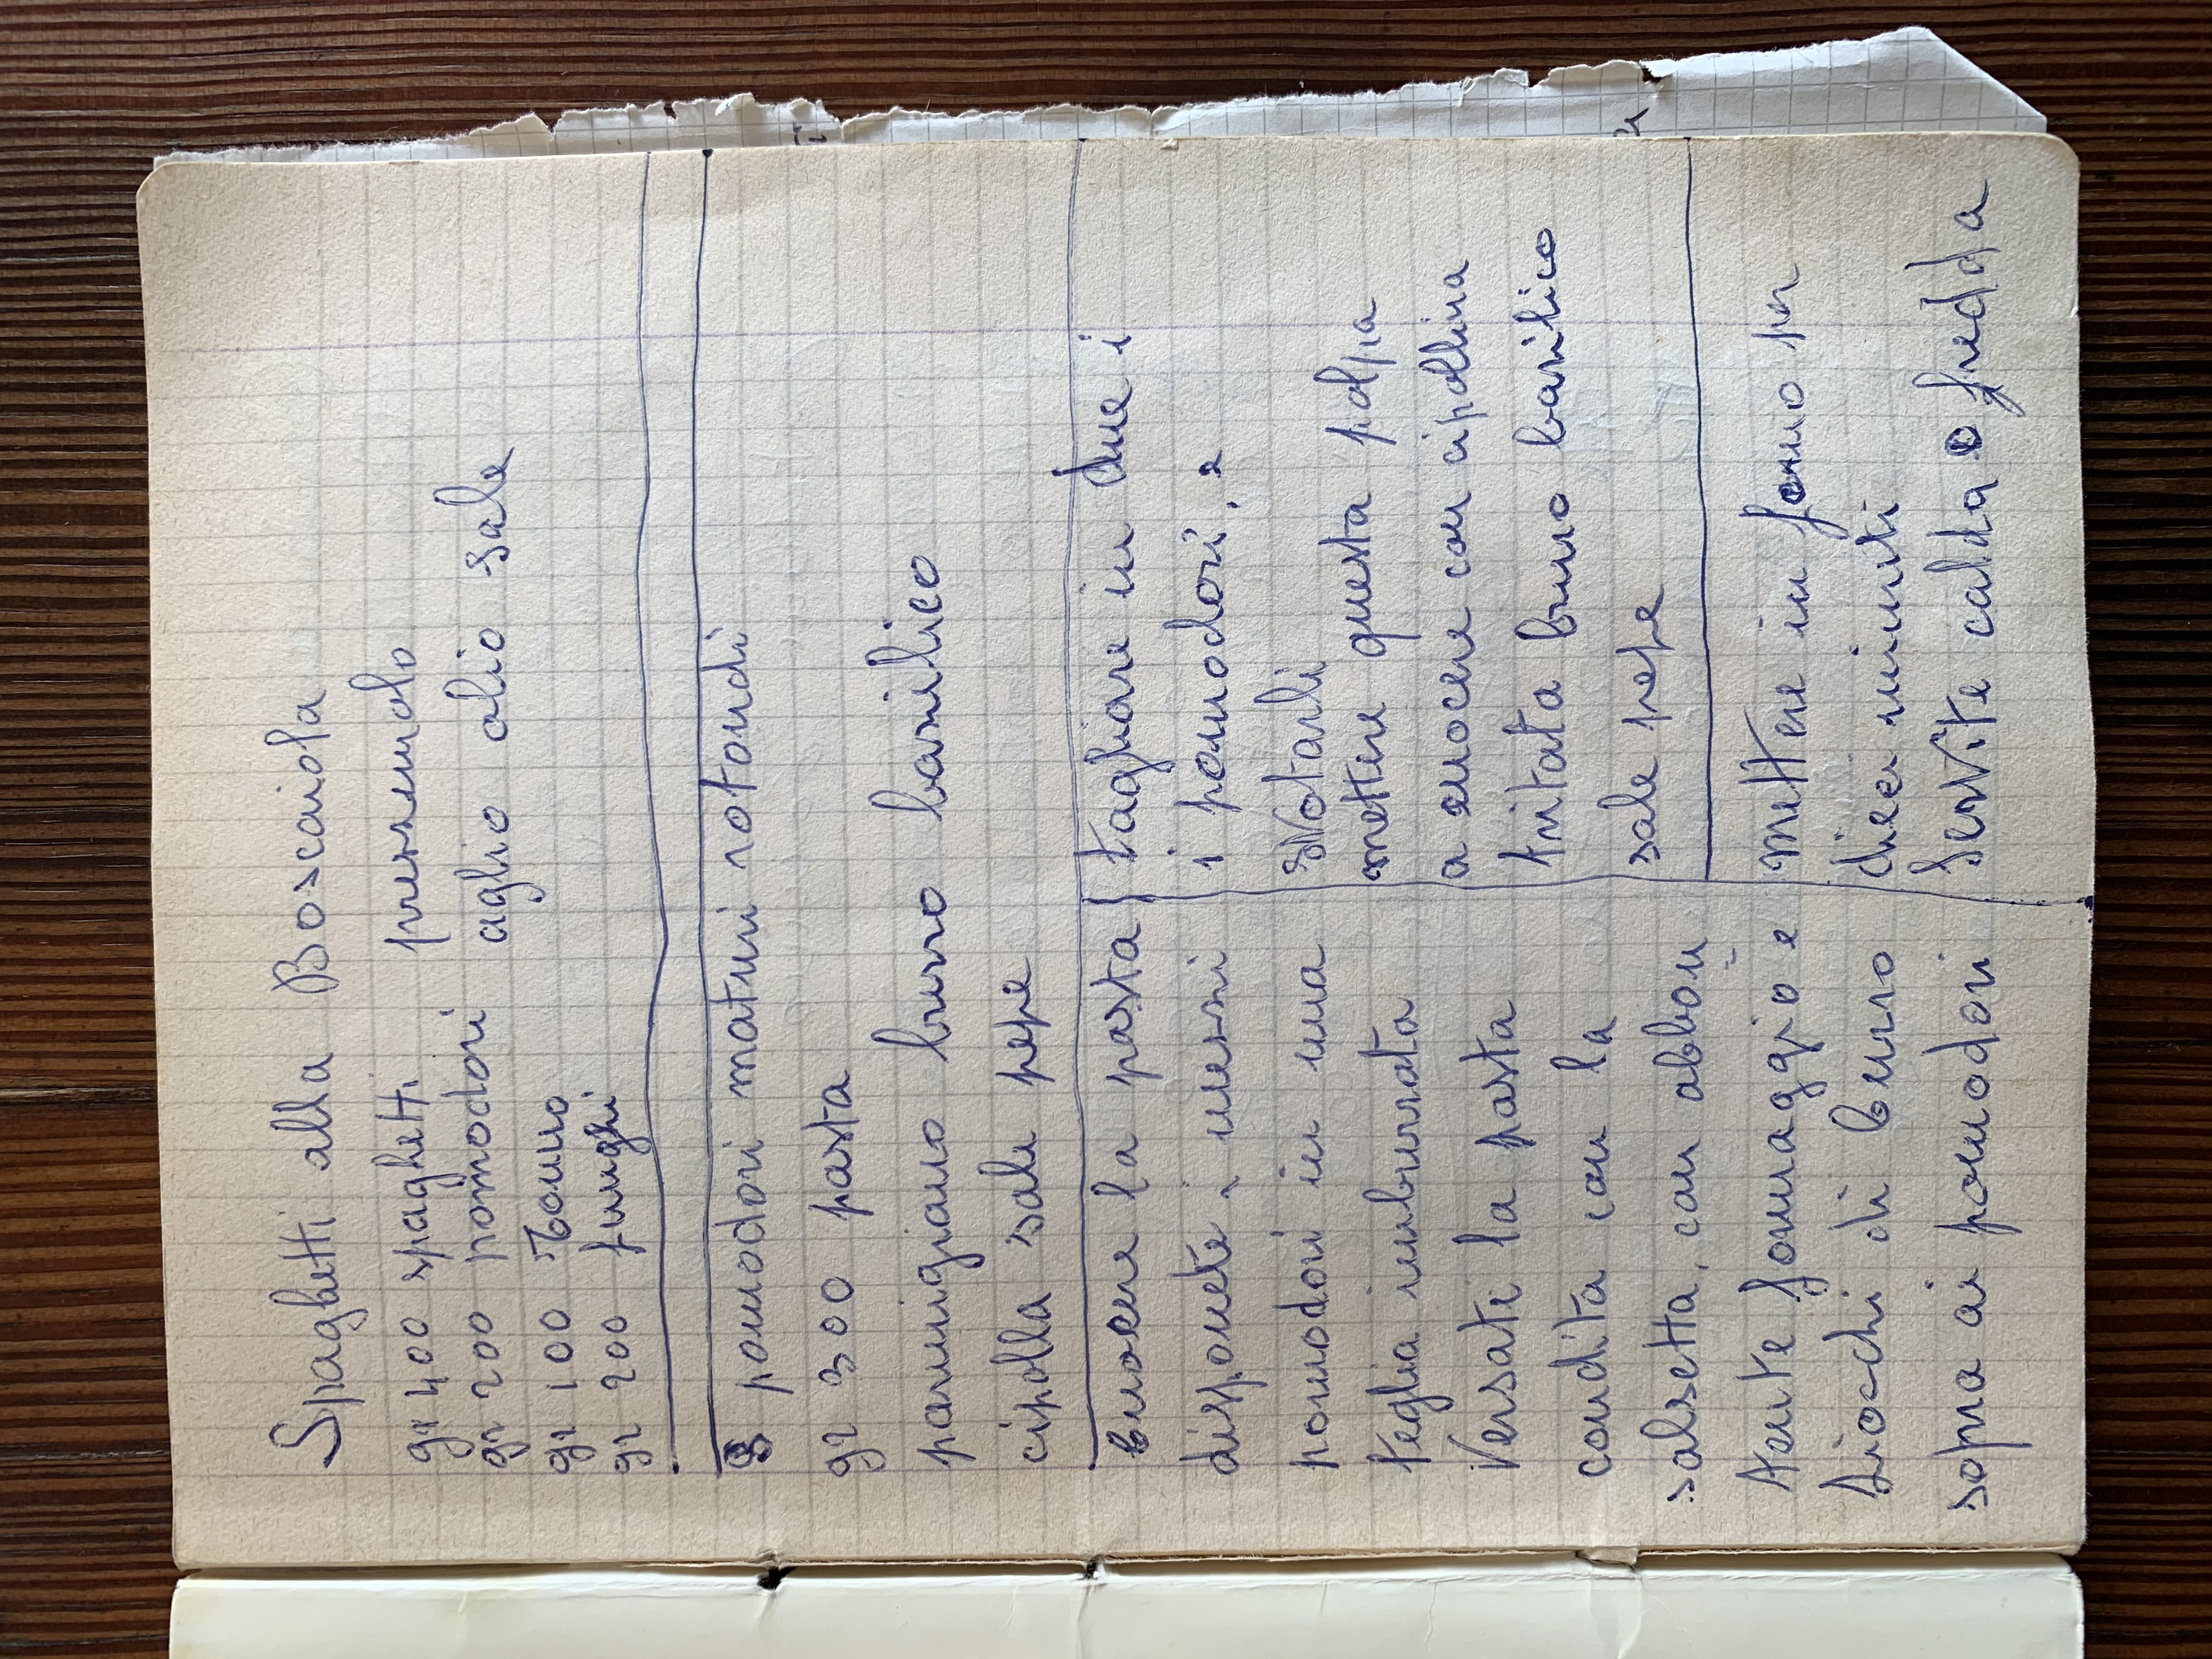 Spaghetti alla Boscaiola
gr 400 spaghetti
gr 200 pomodori
gr 100 Tonno
gr 200 funghi
prezzemolo
aglio olio sale
pomodori maturi rotondi
gr 300 pasta
parmigiano burro basilico
cipolla sale pepe
Cuocere la pasta
disponete i mezzi
pomodori in una
teglia imburrata
Versate la pasta
condita con la
salsetta, con abbon
tante formaggio e
fiocchi di burro
sopra ai pomodori
tagliare in due i
i pomodori, e
sVotarli
mettere questa polpa
a cuocere con cipollina
tritata burro basilico
sale pepe
Mettere in forno per
dieci minuti
ServIte calda o fredda